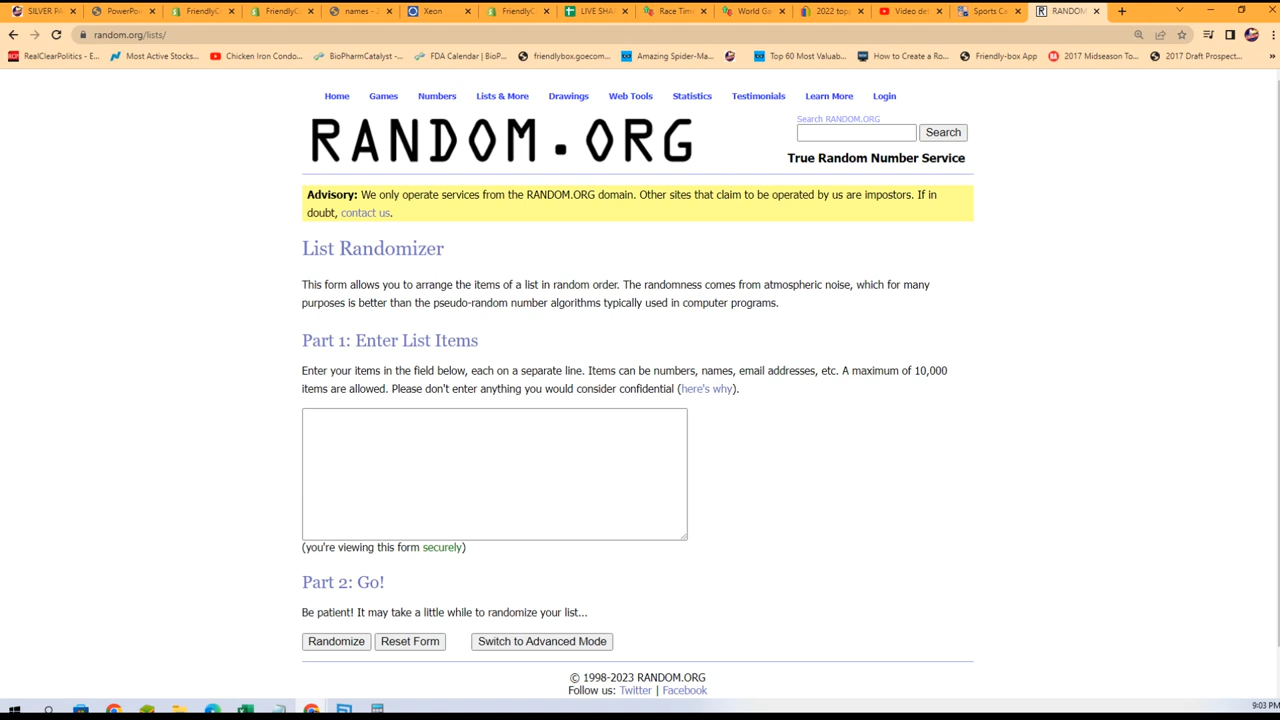 SILVER PA
PowerPoi
FriendlyC
FriendlyC
names - J
Xeon
FriendlyC
LIVE SHA
Race Tim
World Ga
2022 topp
Video de
Sports Ca
RANDOM
random.org/lists/
RealClearPolitics - E...
Most Active Stocks...
Chicken Iron Condo...
BioPharmCatalyst -...
FDA Calendar | BioP...
friendlybox.goecom...
Amazing Spider-Ma...
Top 60 Most Valuab...
How to Create a Ro...
Friendly-box App
2017 Midseason To...
2017 Draft Prospect...
Home Games Numbers Lists & More Drawings Web Tools Statistics Testimonials Learn More Login
RANDOM.ORG
Search RANDOM.ORG
Search
True Random Number Service
Advisory: We only operate services from the RANDOM.ORG domain. Other sites that claim to be operated by us are impostors. If in
doubt, contact us.
List Randomizer
This form allows you to arrange the items of a list in random order. The randomness comes from atmospheric noise, which for many
purposes is better than the pseudo-random number algorithms typically used in computer programs.
Part 1: Enter List Items
Enter your items in the field below, each on a separate line. Items can be numbers, names, email addresses, etc. A maximum of 10,000
items are allowed. Please don't enter anything you would consider confidential (here's why).
(you're viewing this form securely)
Part 2: Go!
Be patient! It may take a little while to randomize your list...
Randomize Reset Form Switch to Advanced Mode
© 1998-2023 RANDOM.ORG
Follow us: Twitter | Facebook
9:03 PM